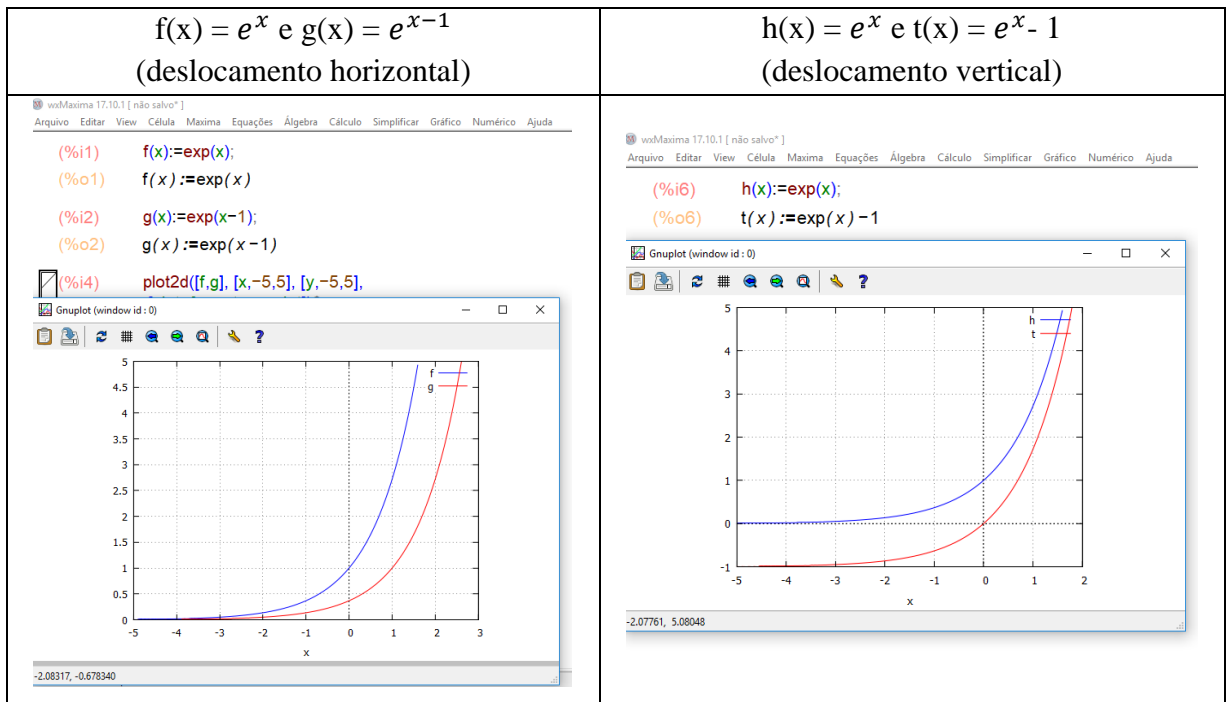 f(x) = 𝑒ˣ e g(x) = 𝑒ˣ⁻¹
(deslocamento horizontal)
h(x) = 𝑒ˣ e t(x) = 𝑒ˣ- 1
(deslocamento vertical)
wxMaxima 17.10.1 [ não salvo* ]
Arquivo Editar View Célula Maxima Equações Álgebra Cálculo Simplificar Gráfico Numérico Ajuda
(%i1) f(x):=exp(x);
(%o1) f(x):=exp(x)
(%i2) g(x):=exp(x−1);
(%o2) g(x):=exp(x−1)
(%i4) plot2d([f,g], [x,−5,5], [y,−5,5],
Gnuplot (window id : 0)
f
g
5
4.5
4
3.5
3
2.5
2
1.5
1
0.5
0
-5 -4 -3 -2 -1 0 1 2 3
x
-2.08317, -0.678340
wxMaxima 17.10.1 [ não salvo* ]
Arquivo Editar View Célula Maxima Equações Álgebra Cálculo Simplificar Gráfico Numérico Ajuda
(%i6) h(x):=exp(x);
(%o6) t(x):=exp(x)−1
Gnuplot (window id : 0)
h
t
5
4
3
2
1
0
-1
-5 -4 -3 -2 -1 0 1 2
x
-2.07761, 5.08048